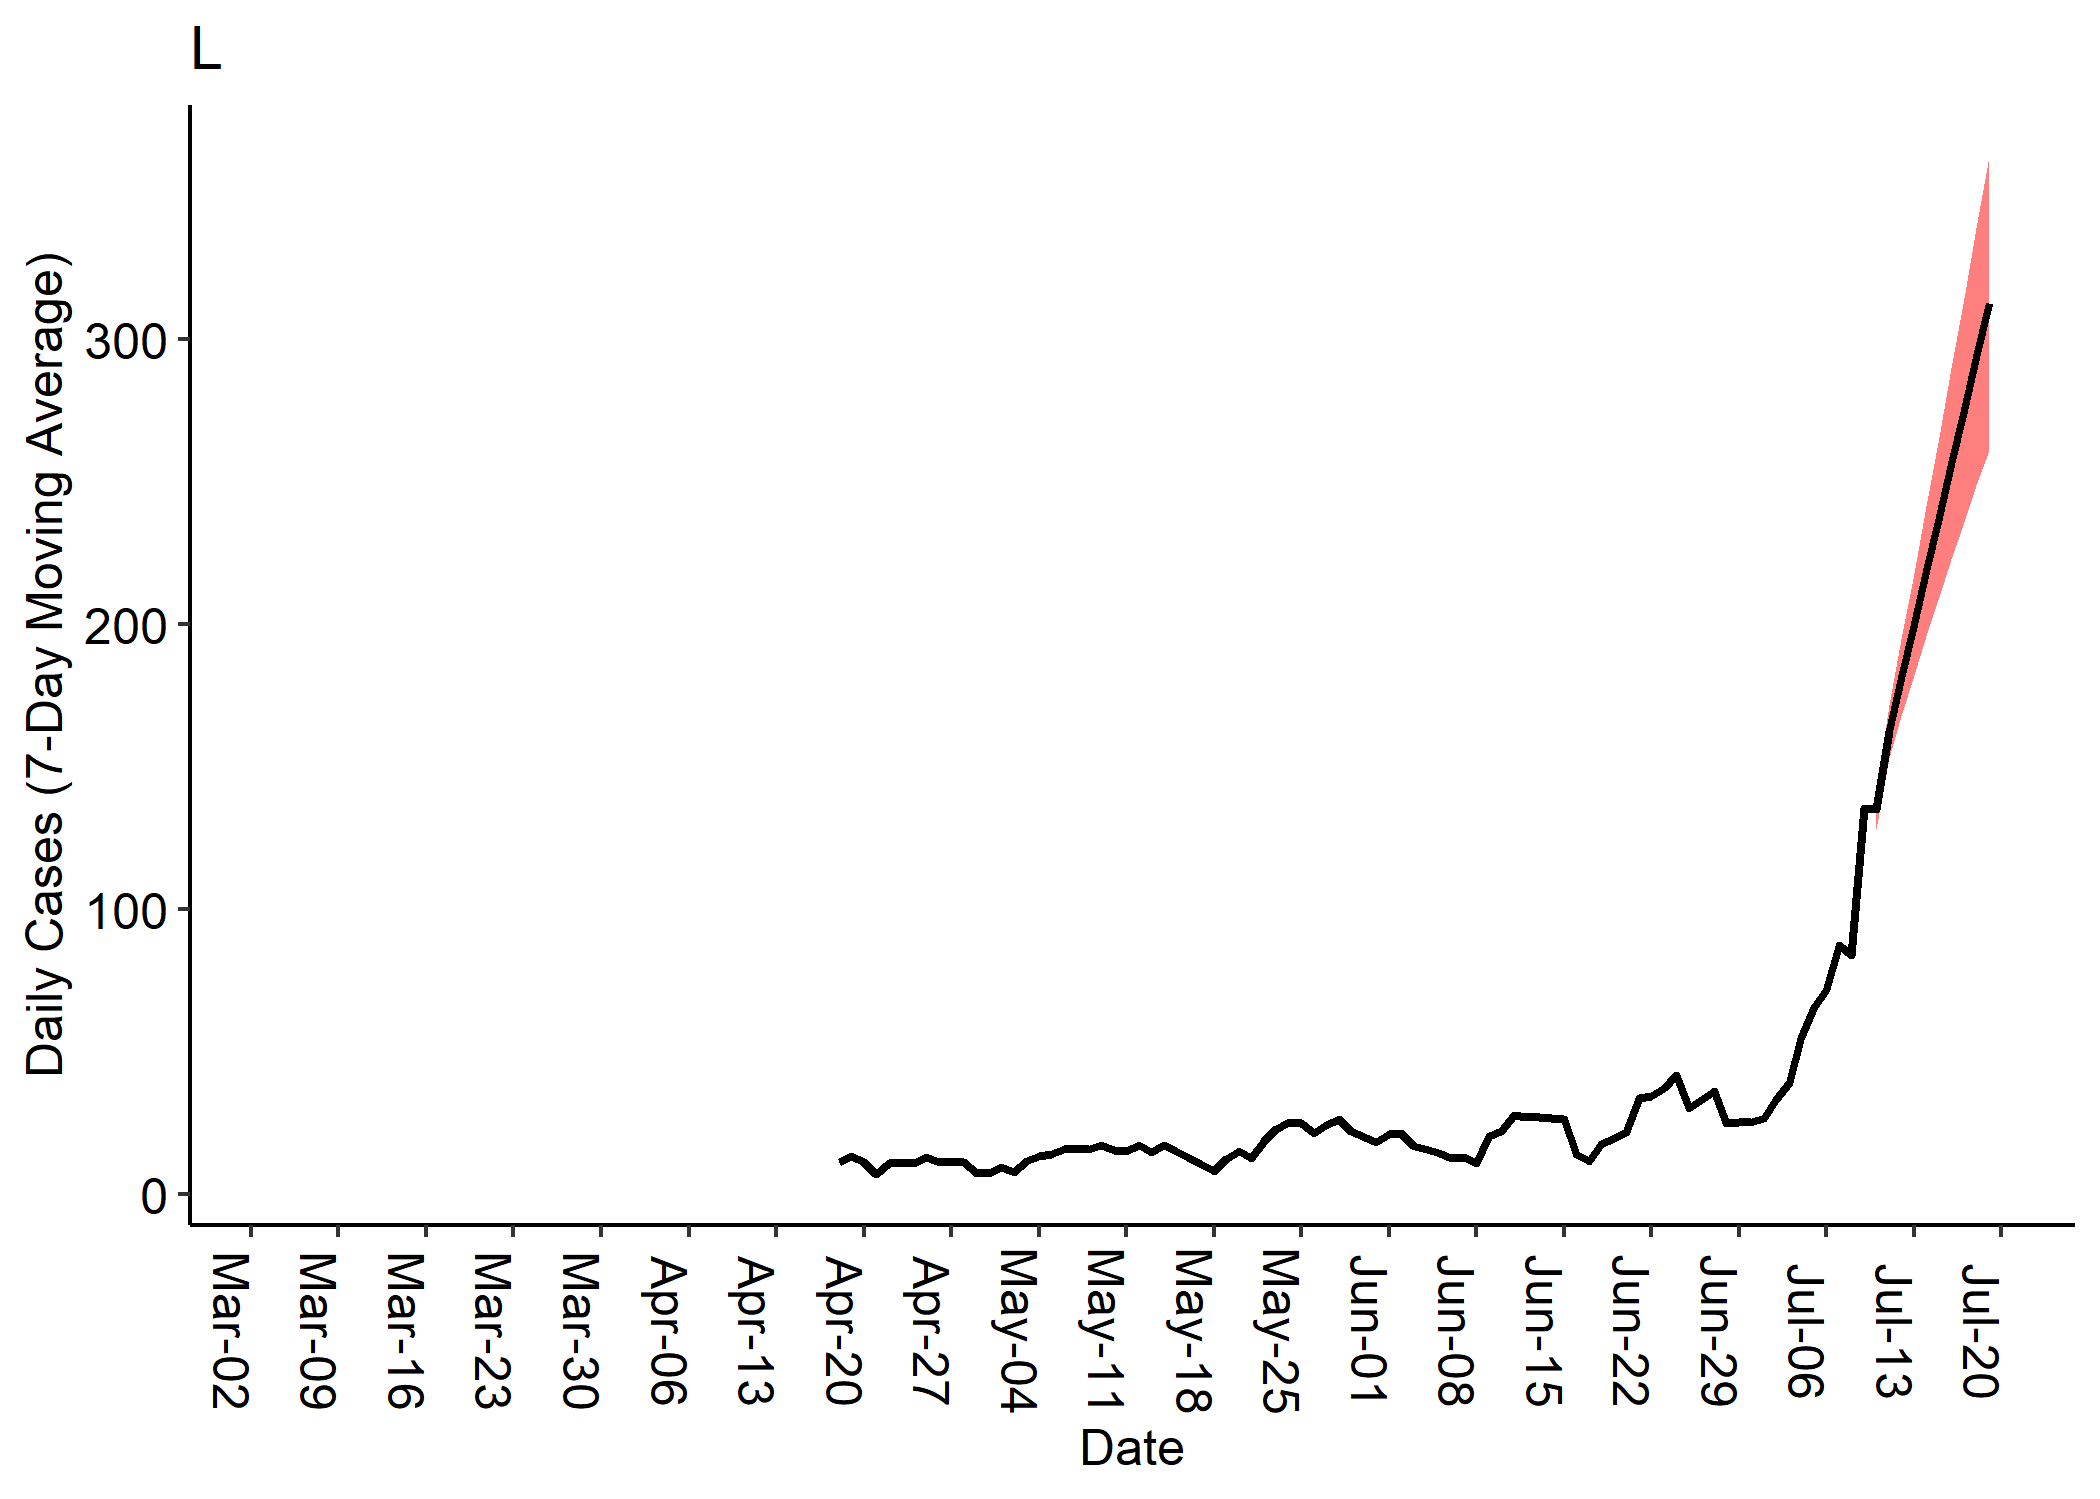 L
Daily Cases (7-Day Moving Average)
300
200
100
0
Mar-02
Mar-09
Mar-16
Mar-23
Mar-30
Apr-06
Apr-13
Apr-20
Apr-27
May-04
May-11
May-18
May-25
Jun-01
Jun-08
Jun-15
Jun-22
Jun-29
Jul-06
Jul-13
Jul-20
Date